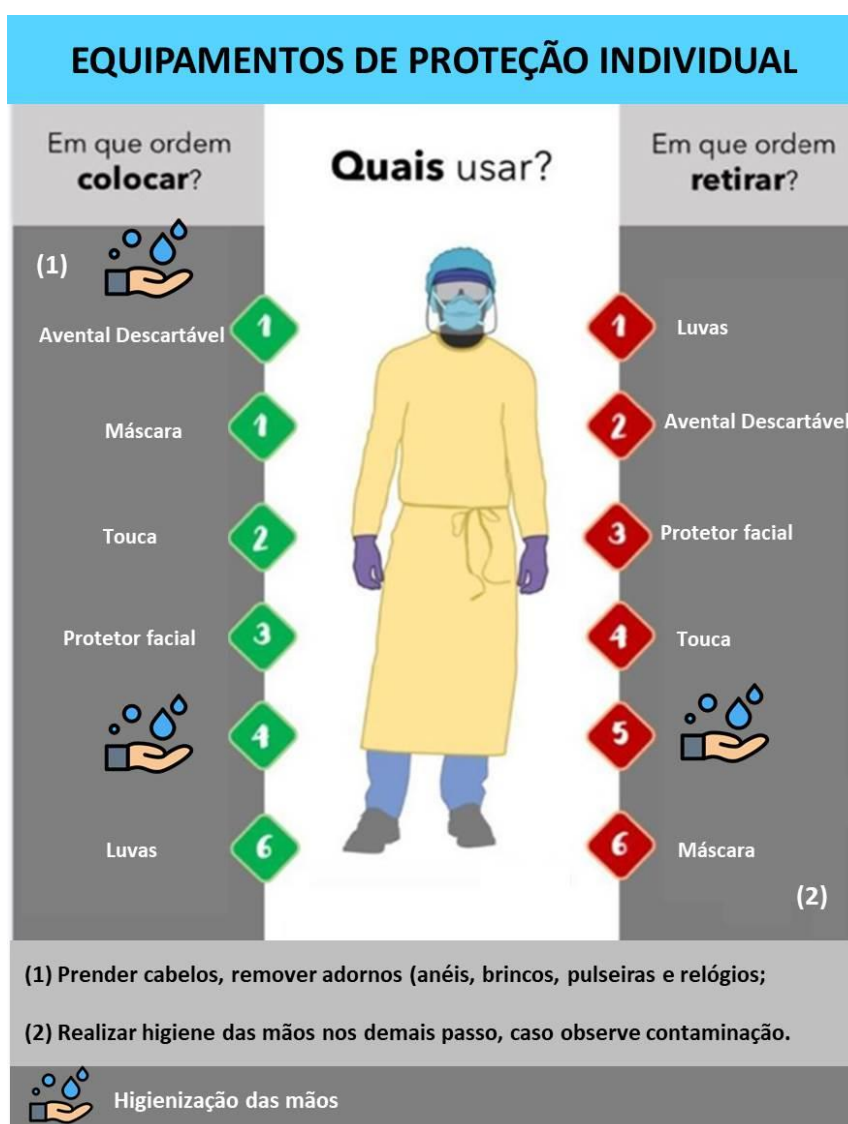 EQUIPAMENTOS DE PROTEÇÃO INDIVIDUAL
Em que ordem
colocar?
Quais usar?
Em que ordem
retirar?
(1)
Avental Descartável 1
1 Luvas
Máscara 1
2 Avental Descartável
Touca 2
3 Protetor facial
Protetor facial 3
4 Touca
4
5
Luvas 6
6 Máscara
(2)
(1) Prender cabelos, remover adornos (anéis, brincos, pulseiras e relógios;
(2) Realizar higiene das mãos nos demais passo, caso observe contaminação.
Higienização das mãos